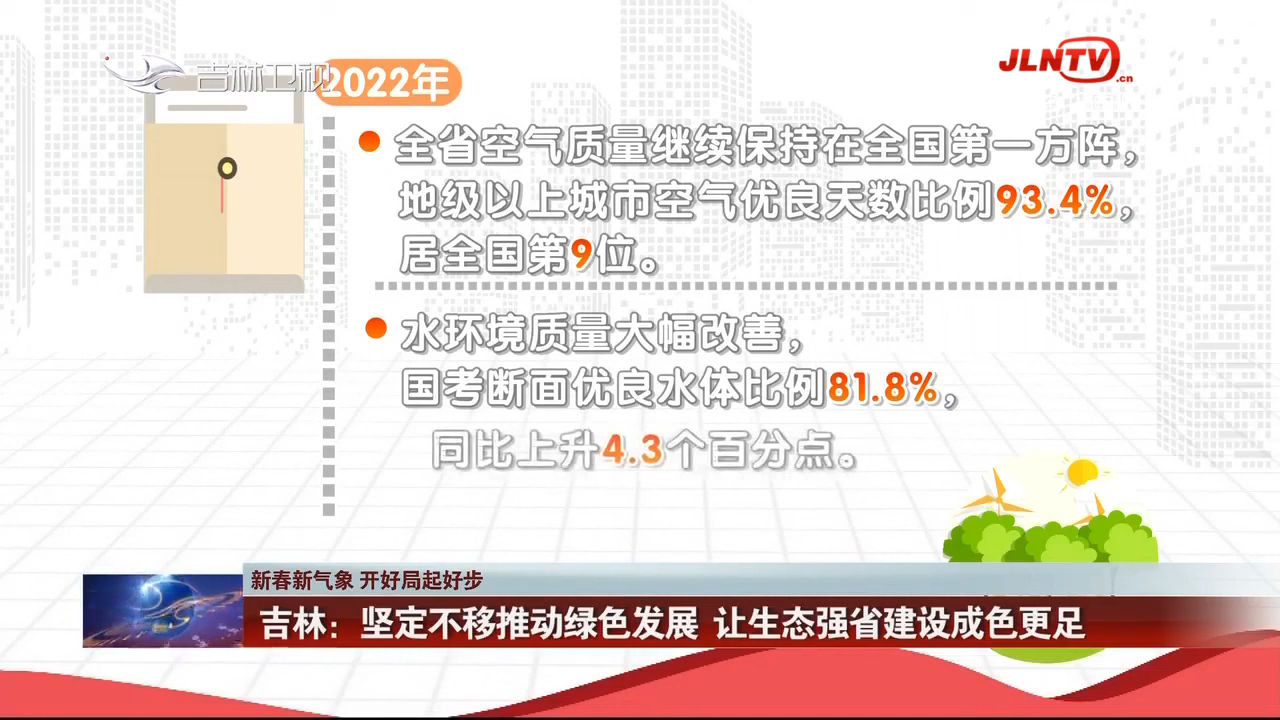 吉林卫视
2022年
JLNTV
.cn
全省空气质量继续保持在全国第一方阵，
地级以上城市空气优良天数比例93.4%，
居全国第9位。
水环境质量大幅改善，
国考断面优良水体比例81.8%，
同比上升4.3个百分点。
新春新气象 开好局起好步
吉林：坚定不移推动绿色发展 让生态强省建设成色更足